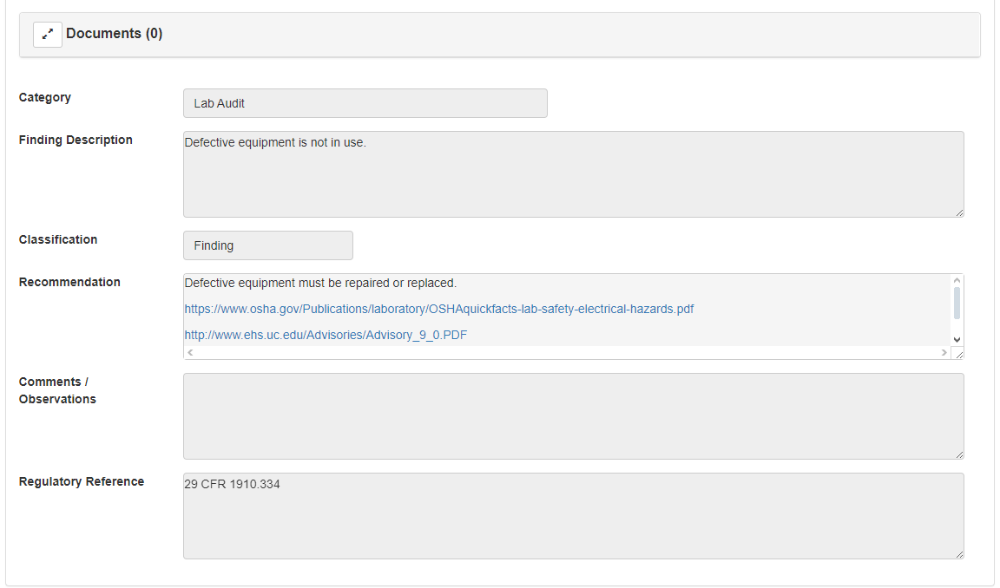 Documents (0)
Category
Lab Audit
Finding Description
Defective equipment is not in use.
Classification
Finding
Recommendation
Defective equipment must be repaired or replaced.
https://www.osha.gov/Publications/laboratory/OSHAquickfacts-lab-safety-electrical-hazards.pdf
http://www.ehs.uc.edu/Advisories/Advisory_9_0.PDF
Comments /
Observations
Regulatory Reference
29 CFR 1910.334